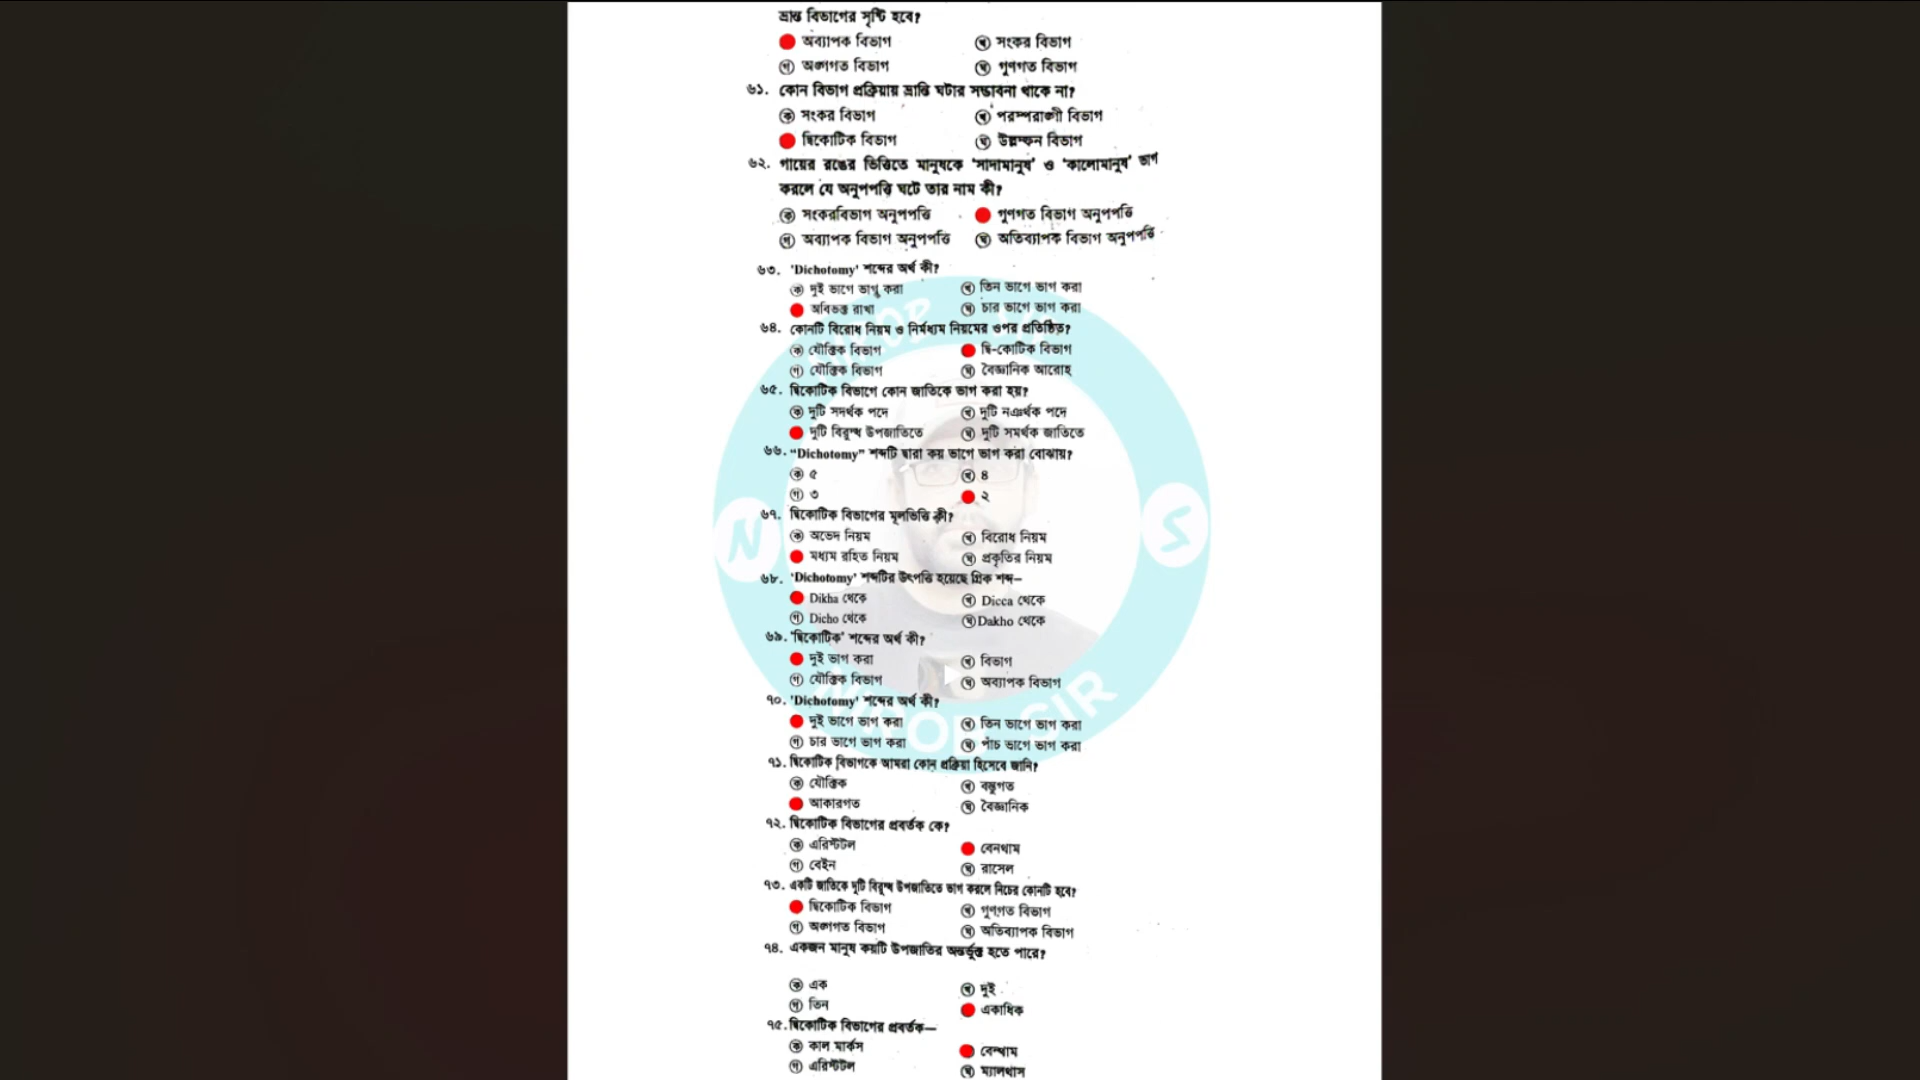 ভ্রান্ত বিভাগের সৃষ্টি হবে?
অব্যাপক বিভাগ খ সংকর বিভাগ
গ অঙ্গগত বিভাগ ঘ গুণগত বিভাগ
৬১. কোন বিভাগ প্রক্রিয়ায় ভ্রান্তি ঘটার সম্ভাবনা থাকে না?
ক সংকর বিভাগ খ পরস্পরাঙ্গী বিভাগ
দ্বিকোটিক বিভাগ ঘ উল্লম্ফন বিভাগ
৬২. গায়ের রঙের ভিত্তিতে মানুষকে 'সাদামানুষ' ও 'কালোমানুষ' ভাগ
করলে যে অনুপপত্তি ঘটে তার নাম কী?
ক সংকরবিভাগ অনুপপত্তি গুণগত বিভাগ অনুপপত্তি
গ অব্যাপক বিভাগ অনুপপত্তি ঘ অতিব্যাপক বিভাগ অনুপপত্তি
৬৩. 'Dichotomy' শব্দের অর্থ কী?
ক দুই ভাগে ভাগ করা খ তিন ভাগে ভাগ করা
অবিভক্ত রাখা ঘ চার ভাগে ভাগ করা
৬৪. কোনটি বিরোধ নিয়ম ও নির্মধ্যম নিয়মের ওপর প্রতিষ্ঠিত?
ক যৌক্তিক বিভাগ দ্বি-কোটিক বিভাগ
গ যৌক্তিক বিভাগ ঘ বৈজ্ঞানিক আরোহ
৬৫. দ্বিকোটিক বিভাগে কোন জাতিকে ভাগ করা হয়?
ক দুটি সদর্থক পদে খ দুটি নঞর্থক পদে
দুটি বিরুদ্ধ উপজাতিতে ঘ দুটি সমর্থক জাতিতে
৬৬. “Dichotomy” শব্দটি দ্বারা কয় ভাগে ভাগ করা বোঝায়?
ক ৫ খ ৪
গ ৩ ২
৬৭. দ্বিকোটিক বিভাগের মূলভিত্তি কী?
ক অভেদ নিয়ম খ বিরোধ নিয়ম
মধ্যম রহিত নিয়ম ঘ প্রকৃতির নিয়ম
৬৮. 'Dichotomy' শব্দটির উৎপত্তি হয়েছে গ্রিক শব্দ–
Dikha থেকে খ Dicca থেকে
গ Dicho থেকে ঘ Dakho থেকে
৬৯. 'দ্বিকোটিক' শব্দের অর্থ কী?
দুই ভাগ করা খ বিভাগ
গ যৌক্তিক বিভাগ ঘ অব্যাপক বিভাগ
৭০. 'Dichotomy' শব্দের অর্থ কী?
দুই ভাগে ভাগ করা খ তিন ভাগে ভাগ করা
গ চার ভাগে ভাগ করা ঘ পাঁচ ভাগে ভাগ করা
৭১. দ্বিকোটিক বিভাগকে আমরা কোন প্রক্রিয়া হিসেবে জানি?
ক যৌক্তিক খ বস্তুগত
আকারগত ঘ বৈজ্ঞানিক
৭২. দ্বিকোটিক বিভাগের প্রবর্তক কে?
ক এরিস্টটল বেনথাম
গ বেইন ঘ রাসেল
৭৩. একটি জাতিকে দুটি বিরুদ্ধ উপজাতিতে ভাগ করলে নিচের কোনটি হবে?
দ্বিকোটিক বিভাগ খ গুণগত বিভাগ
গ অঙ্গগত বিভাগ ঘ অতিব্যাপক বিভাগ
৭৪. একজন মানুষ কয়টি উপজাতির অন্তর্ভুক্ত হতে পারে?
ক এক খ দুই
গ তিন একাধিক
৭৫. দ্বিকোটিক বিভাগের প্রবর্তক—
ক কাল মার্কস বেন্থাম
গ এরিস্টটল ঘ ম্যালথাস
N S
SIR